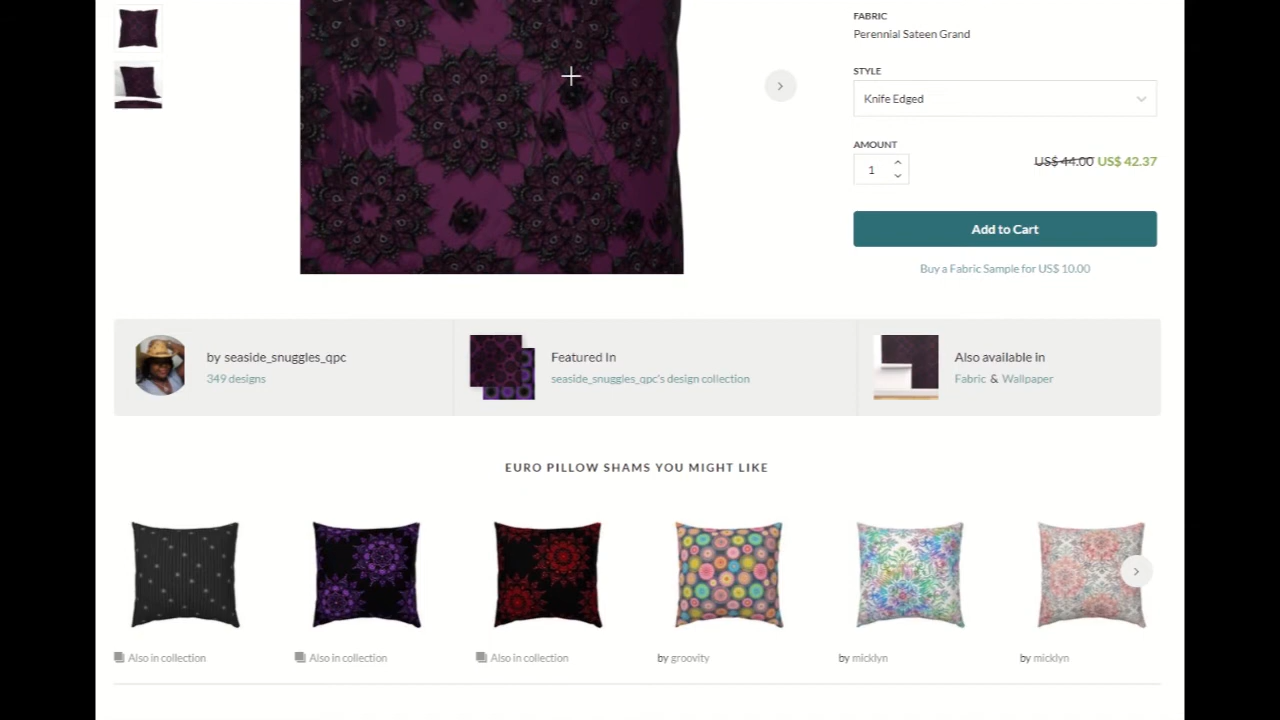 FABRIC
Perennial Sateen Grand
STYLE
Knife Edged
AMOUNT
1
US$ 44.00 US$ 42.37
Add to Cart
Buy a Fabric Sample for US$ 10.00
by seaside_snuggles_qpc
349 designs
Featured In
seaside_snuggles_qpc's design collection
Also available in
Fabric & Wallpaper
EURO PILLOW SHAMS YOU MIGHT LIKE
Also in collection
Also in collection
Also in collection
by groovity
by micklyn
by micklyn